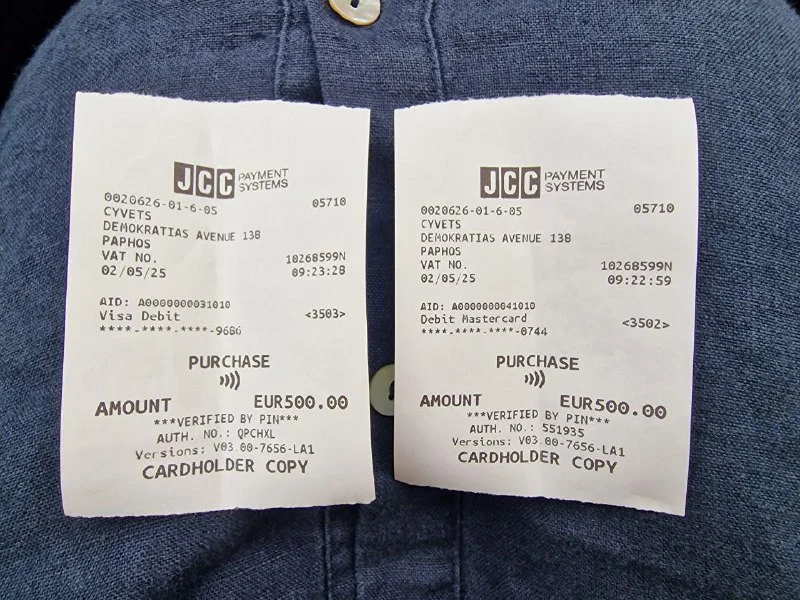 JCC PAYMENT SYSTEMS
0020626-01-6-05 05710
CYVETS
DEMOKRATIAS AVENUE 138
PAPHOS
VAT NO. 10268599N
02/05/25 09:23:28
AID: A0000000031010
Visa Debit <3503>
****-****-****-9686
PURCHASE
AMOUNT EUR500.00
***VERIFIED BY PIN***
AUTH. NO.: QPCHXL
Versions: V03.00-7656-LA1
CARDHOLDER COPY
JCC PAYMENT SYSTEMS
0020626-01-6-05 05710
CYVETS
DEMOKRATIAS AVENUE 138
PAPHOS
VAT NO. 10268599N
02/05/25 09:22:59
AID: A0000000041010
Debit Mastercard <3502>
****-****-****-0744
PURCHASE
AMOUNT EUR500.00
***VERIFIED BY PIN***
AUTH. NO.: 551935
Versions: V03.00-7656-LA1
CARDHOLDER COPY